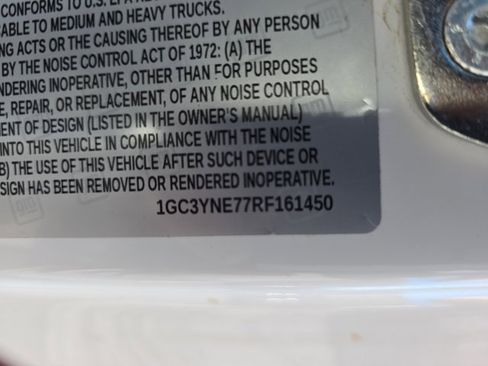 CONFORMS TO U.S. EPA
CABLE TO MEDIUM AND HEAVY TRUCKS.
ING ACTS OR THE CAUSING THEREOF BY ANY PERSON
BY THE NOISE CONTROL ACT OF 1972: (A) THE
NDERING INOPERATIVE, OTHER THAN FOR PURPOSES
E, REPAIR, OR REPLACEMENT, OF ANY NOISE CONTROL
MENT OF DESIGN (LISTED IN THE OWNER'S MANUAL)
INTO THIS VEHICLE IN COMPLIANCE WITH THE NOISE
B) THE USE OF THIS VEHICLE AFTER SUCH DEVICE OR
SIGN HAS BEEN REMOVED OR RENDERED INOPERATIVE.
1GC3YNE77RF161450